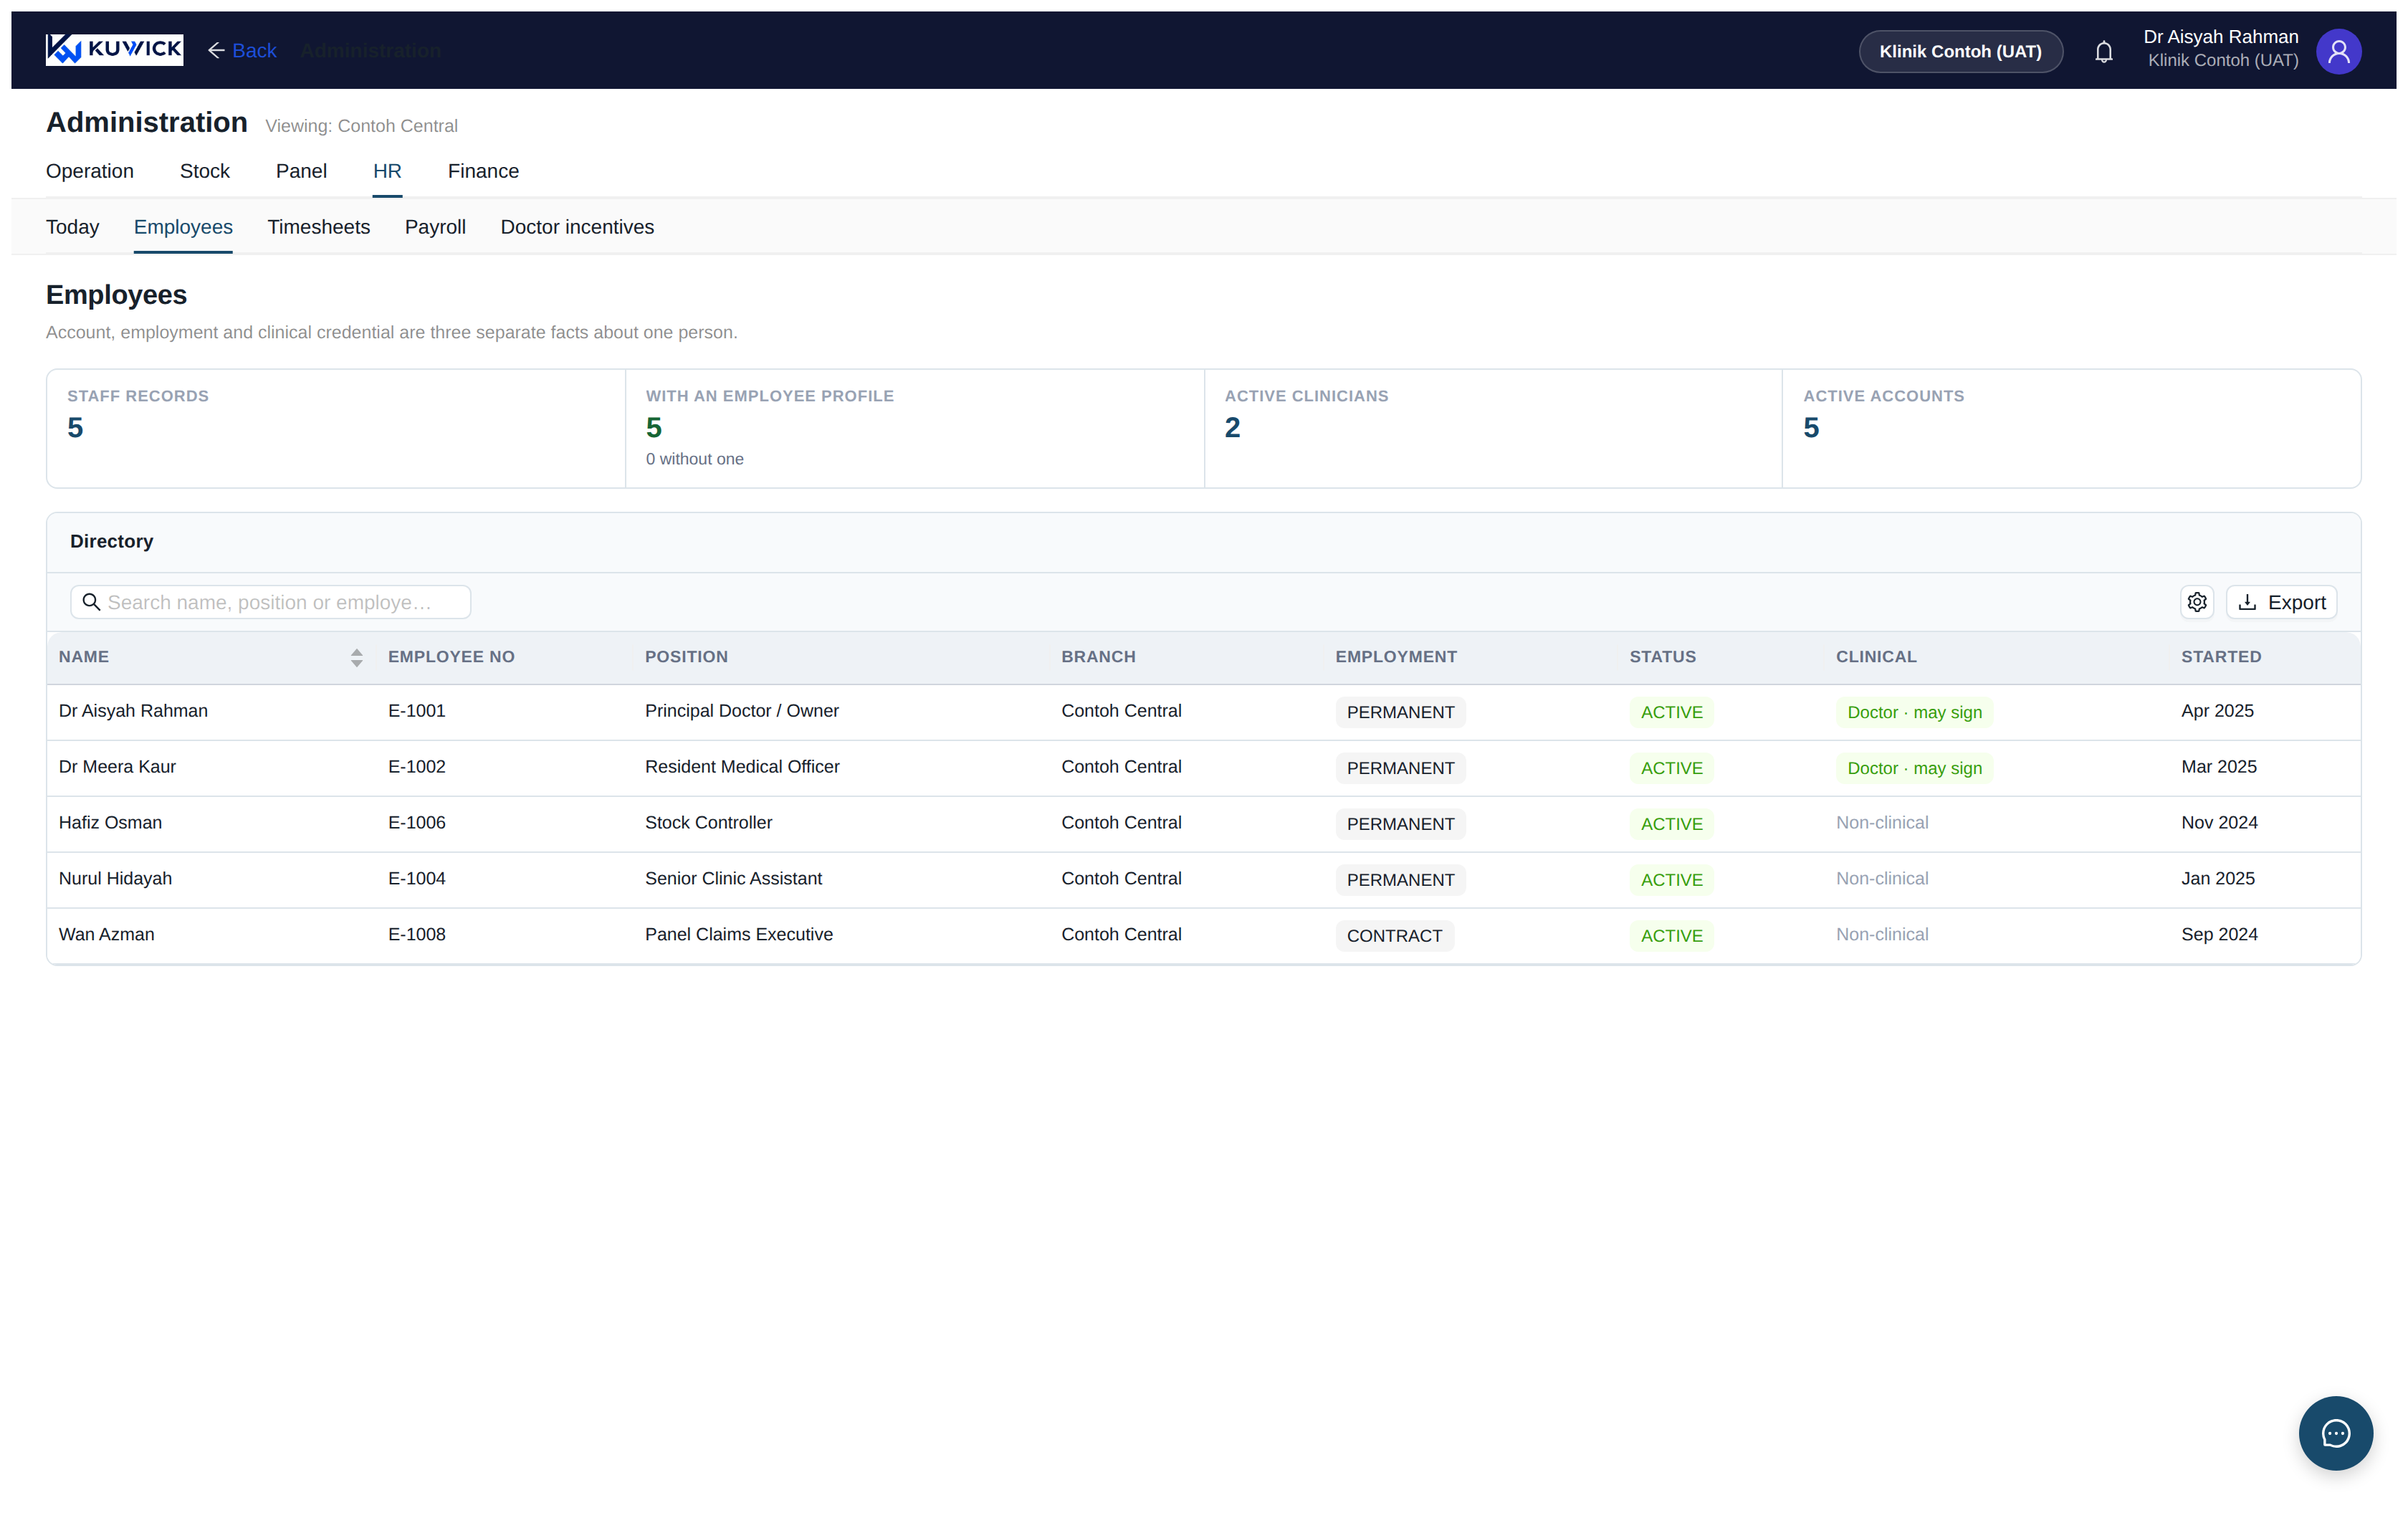 KUWICK
Back Administration
Klinik Contoh (UAT)
Dr Aisyah Rahman
Klinik Contoh (UAT)
Administration Viewing: Contoh Central
Operation Stock Panel HR Finance
Today Employees Timesheets Payroll Doctor incentives
Employees
Account, employment and clinical credential are three separate facts about one person.
STAFF RECORDS WITH AN EMPLOYEE PROFILE ACTIVE CLINICIANS ACTIVE ACCOUNTS
5 5 2 5
0 without one
Directory
Search name, position or employe… Export
NAME EMPLOYEE NO POSITION BRANCH EMPLOYMENT STATUS CLINICAL STARTED
Dr Aisyah Rahman E-1001 Principal Doctor / Owner Contoh Central PERMANENT ACTIVE Doctor · may sign Apr 2025
Dr Meera Kaur E-1002 Resident Medical Officer Contoh Central PERMANENT ACTIVE Doctor · may sign Mar 2025
Hafiz Osman E-1006 Stock Controller Contoh Central PERMANENT ACTIVE Non-clinical Nov 2024
Nurul Hidayah E-1004 Senior Clinic Assistant Contoh Central PERMANENT ACTIVE Non-clinical Jan 2025
Wan Azman E-1008 Panel Claims Executive Contoh Central CONTRACT ACTIVE Non-clinical Sep 2024